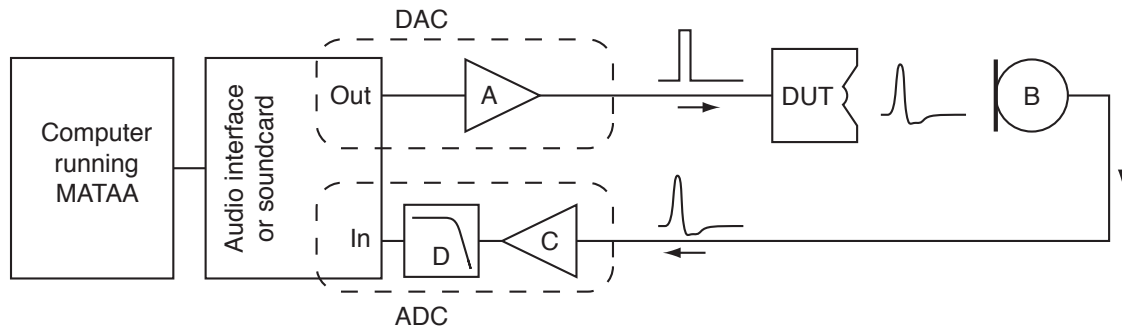 DAC
Computer
running
MATAA
Audio interface
or soundcard
Out
A
DUT
B
In
D
C
ADC